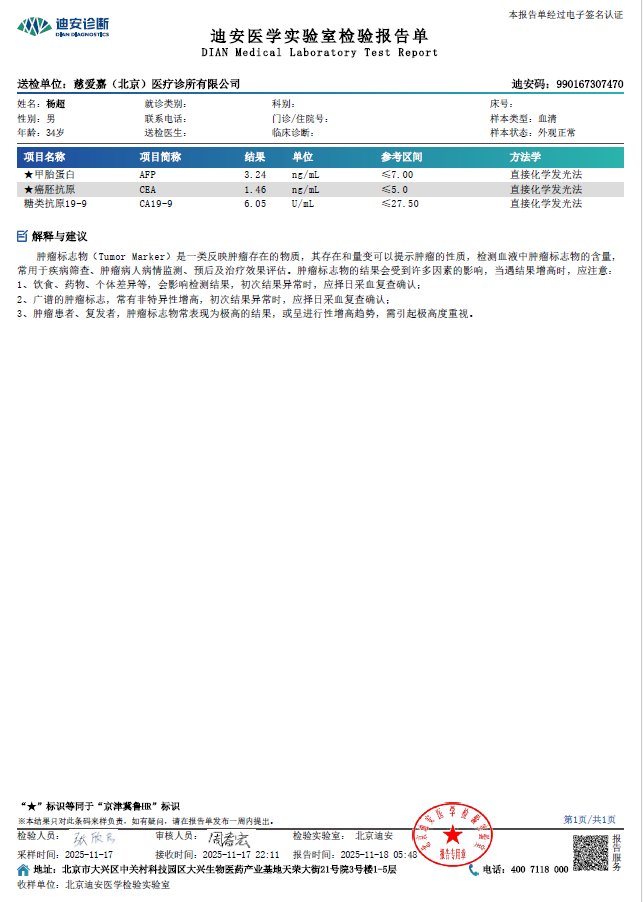 本报告单经过电子签名认证
迪安诊断
DIAN DIAGNOSTICS
迪安医学实验室检验报告单
DIAN Medical Laboratory Test Report
送检单位：慈爱嘉（北京）医疗诊所有限公司 迪安码：990167307470
姓名：杨超 就诊类别： 科别： 床号：
性别：男 联系电话： 门诊/住院号： 样本类型：血清
年龄：34岁 送检医生： 临床诊断： 样本状态：外观正常
项目名称 项目简称 结果 单位 参考区间 方法学
★甲胎蛋白 AFP 3.24 ng/mL ≤7.00 直接化学发光法
★癌胚抗原 CEA 1.46 ng/mL ≤5.0 直接化学发光法
糖类抗原19-9 CA19-9 6.05 U/mL ≤27.50 直接化学发光法
解释与建议
肿瘤标志物（Tumor Marker）是一类反映肿瘤存在的物质，其存在和量变可以提示肿瘤的性质，检测血液中肿瘤标志物的含量，
常用于疾病筛查、肿瘤病人病情监测、预后及治疗效果评估。肿瘤标志物的结果会受到许多因素的影响，当遇结果增高时，应注意：
1、饮食、药物、个体差异等，会影响检测结果，初次结果异常时，应择日采血复查确认；
2、广谱的肿瘤标志，常有非特异性增高，初次结果异常时，应择日采血复查确认；
3、肿瘤患者、复发者，肿瘤标志物常表现为极高的结果，或呈进行性增高趋势，需引起极高度重视。
“★”标识等同于“京津冀鲁HR”标识
※本结果只对此条码来样负责，如有疑问，请在报告单发布一周内提出。 第1页/共1页
检验人员： 审核人员： 检验实验室： 北京迪安
采样时间：2025-11-17 接收时间：2025-11-17 22:11 报告时间：2025-11-18 05:48
报告专用章
报告服务
地址：北京市大兴区中关村科技园区大兴生物医药产业基地天荣大街21号院3号楼1-5层 电话：400 7118 000
收样单位：北京迪安医学检验实验室